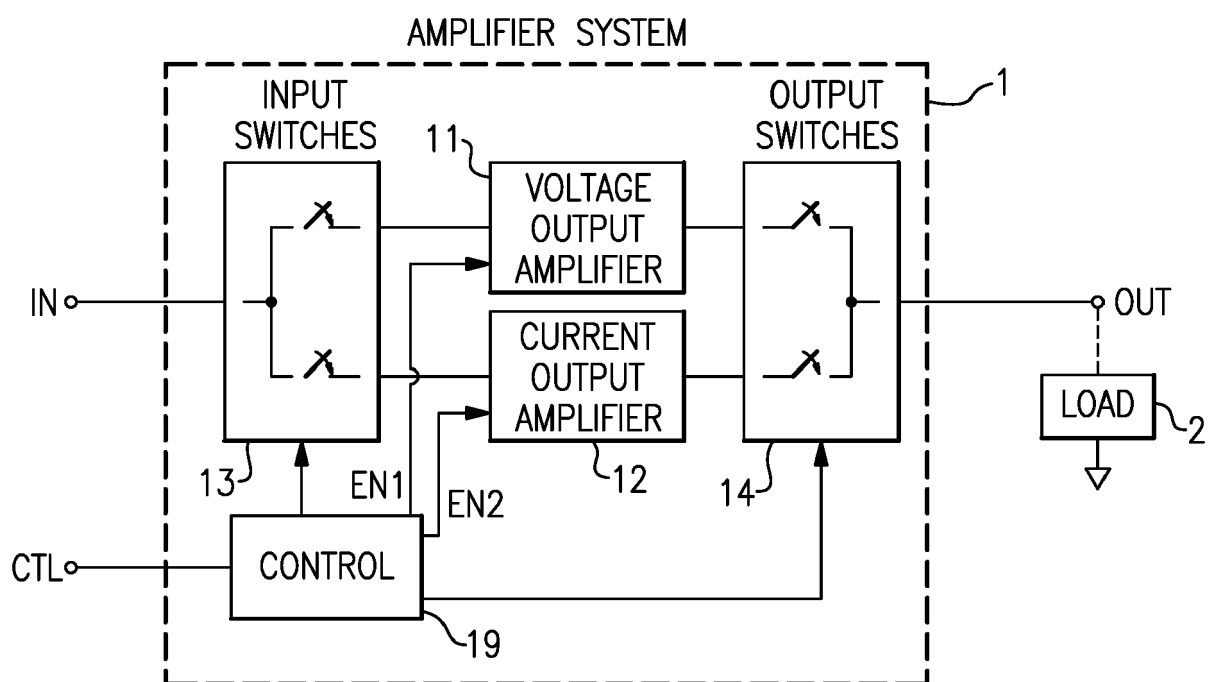 AMPLIFIER SYSTEM
1
INPUT
SWITCHES
OUTPUT
SWITCHES
11
VOLTAGE
OUTPUT
AMPLIFIER
IN
OUT
CURRENT
OUTPUT
AMPLIFIER
LOAD
2
13
EN1
EN2
12
14
CTL
CONTROL
19